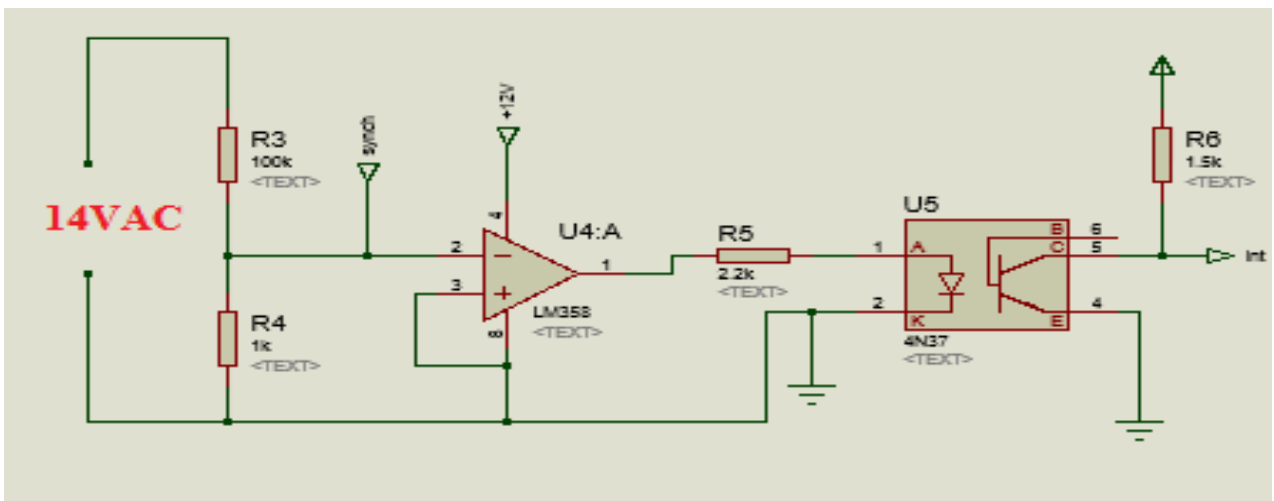 14VAC
R3
100k
<TEXT>
R4
1k
<TEXT>
synch
+12V
4
2
3
8
1
U4:A
LM358
<TEXT>
R5
2.2k
<TEXT>
U5
1
A
2
K
B
6
C
5
E
4
4N37
<TEXT>
R6
1.5k
<TEXT>
Int